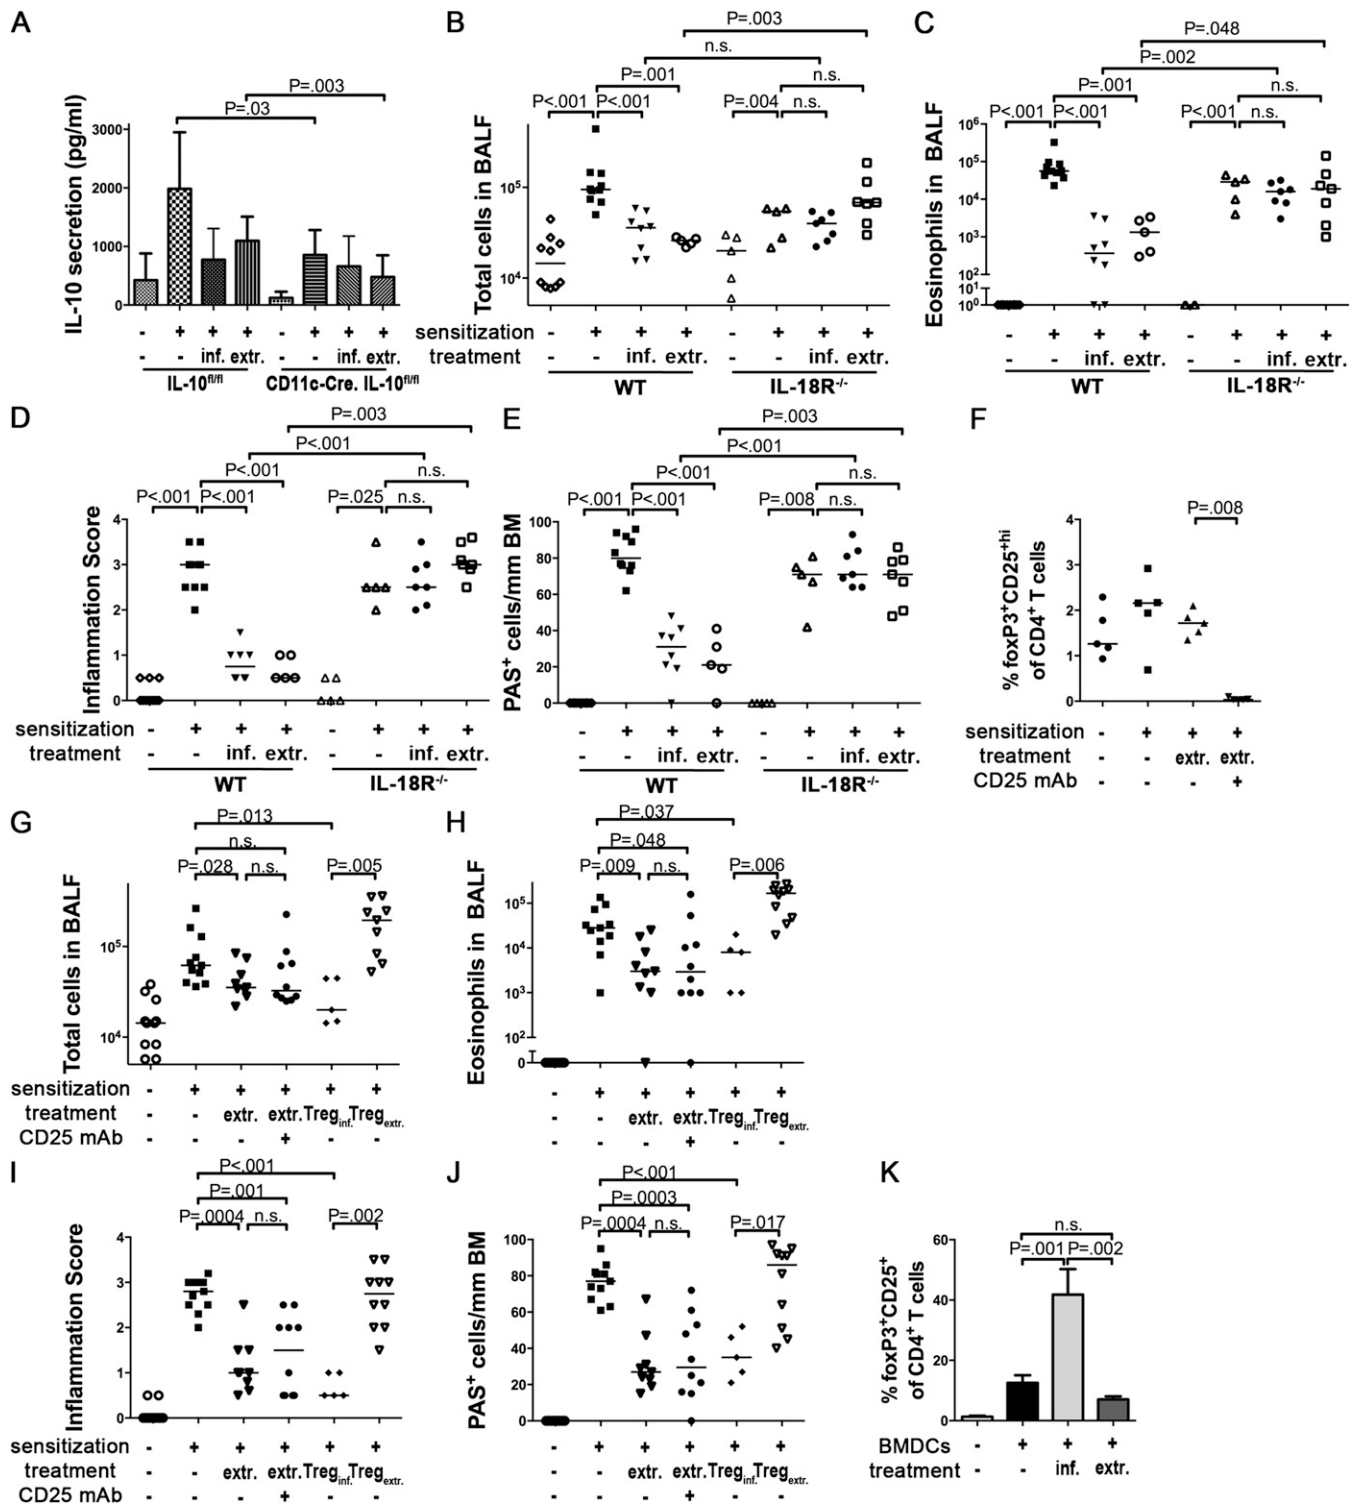 A
IL-10 secretion (pg/ml)
P=.003
P=.03
3000
2000
1000
0
- + + + - + + +
- - inf. extr. - - inf. extr.
IL-10fl/fl CD11c-Cre. IL-10fl/fl
B
Total cells in BALF
P=.003
n.s.
P=.001 n.s.
P<.001 P<.001 P=.004 n.s.
10⁵
10⁴
sensitization - + + + - + + +
treatment - - inf. extr. - - inf. extr.
WT IL-18R-/-
C
Eosinophils in BALF
P=.048
P=.002
P=.001 n.s.
P<.001 P<.001 P<.001 n.s.
10⁶
10⁵
10⁴
10³
10²
10¹
10⁰
- + + + - + + +
- - inf. extr. - - inf. extr.
WT IL-18R-/-
D
Inflammation Score
P=.003
P<.001
P<.001 n.s.
P<.001 P<.001 P=.025 n.s.
4
3
2
1
0
sensitization - + + + - + + +
treatment - - inf. extr. - - inf. extr.
WT IL-18R-/-
E
PAS⁺ cells/mm BM
P=.003
P<.001
P<.001 n.s.
P<.001 P<.001 P=.008 n.s.
100
80
60
40
20
0
- + + + - + + +
- - inf. extr. - - inf. extr.
WT IL-18R-/-
F
% foxP3⁺CD25⁺hi
of CD4⁺ T cells
P=.008
4
3
2
1
0
sensitization - + + +
treatment - - extr. extr.
CD25 mAb - - - +
G
Total cells in BALF
P=.013
n.s.
P=.028 n.s. P=.005
10⁵
10⁴
sensitization - + + + + +
treatment - - extr. extr. Treginf. Tregextr.
CD25 mAb - - - + - -
H
Eosinophils in BALF
P=.037
P=.048
P=.009 n.s. P=.006
10⁵
10⁴
10³
10²
0
- + + + + +
- - extr. extr. Treginf. Tregextr.
- - - + - -
I
Inflammation Score
P<.001
P=.001
P=.0004 n.s. P=.002
4
3
2
1
0
sensitization - + + + + +
treatment - - extr. extr. Treginf. Tregextr.
CD25 mAb - - - + - -
J
PAS⁺ cells/mm BM
P<.001
P=.0003
P=.0004 n.s. P=.017
100
80
60
40
20
0
- + + + + +
- - extr. extr. Treginf. Tregextr.
- - - + - -
K
% foxP3⁺CD25⁺
of CD4⁺ T cells
n.s.
P=.001 P=.002
60
40
20
0
BMDCs - + + +
treatment - - inf. extr.